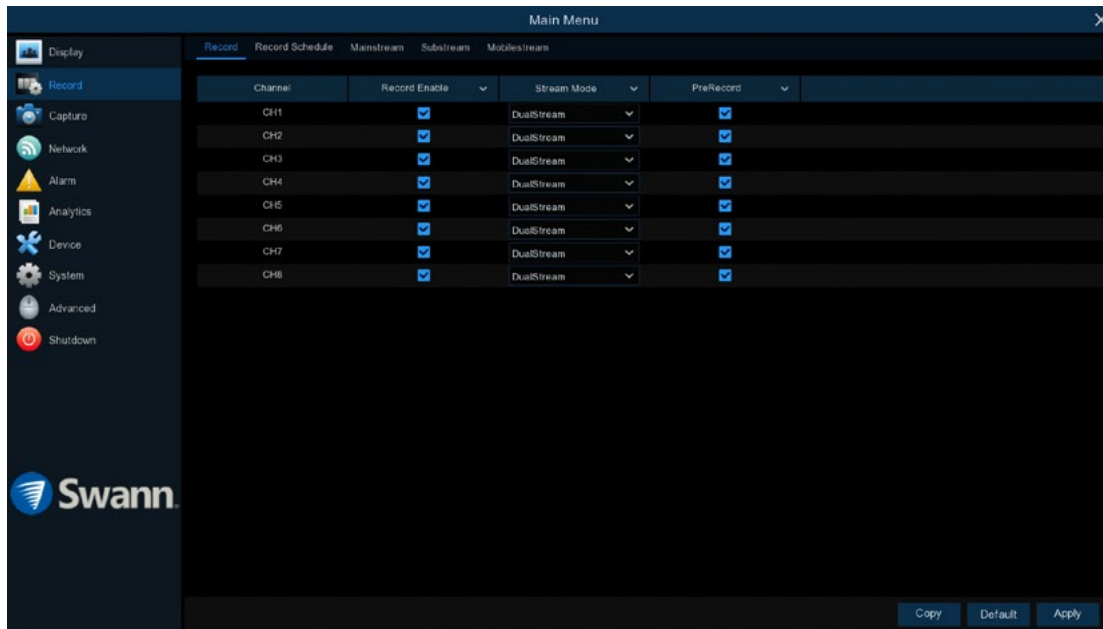 Main Menu
Display
Record
Capture
Network
Alarm
Analytics
Device
System
Advanced
Shutdown
Swann
Record Record Schedule Mainstream Substream Mobilestream
Channel Record Enable Stream Mode PreRecord
CH1 DualStream
CH2 DualStream
CH3 DualStream
CH4 DualStream
CH5 DualStream
CH6 DualStream
CH7 DualStream
CH8 DualStream
Copy Default Apply